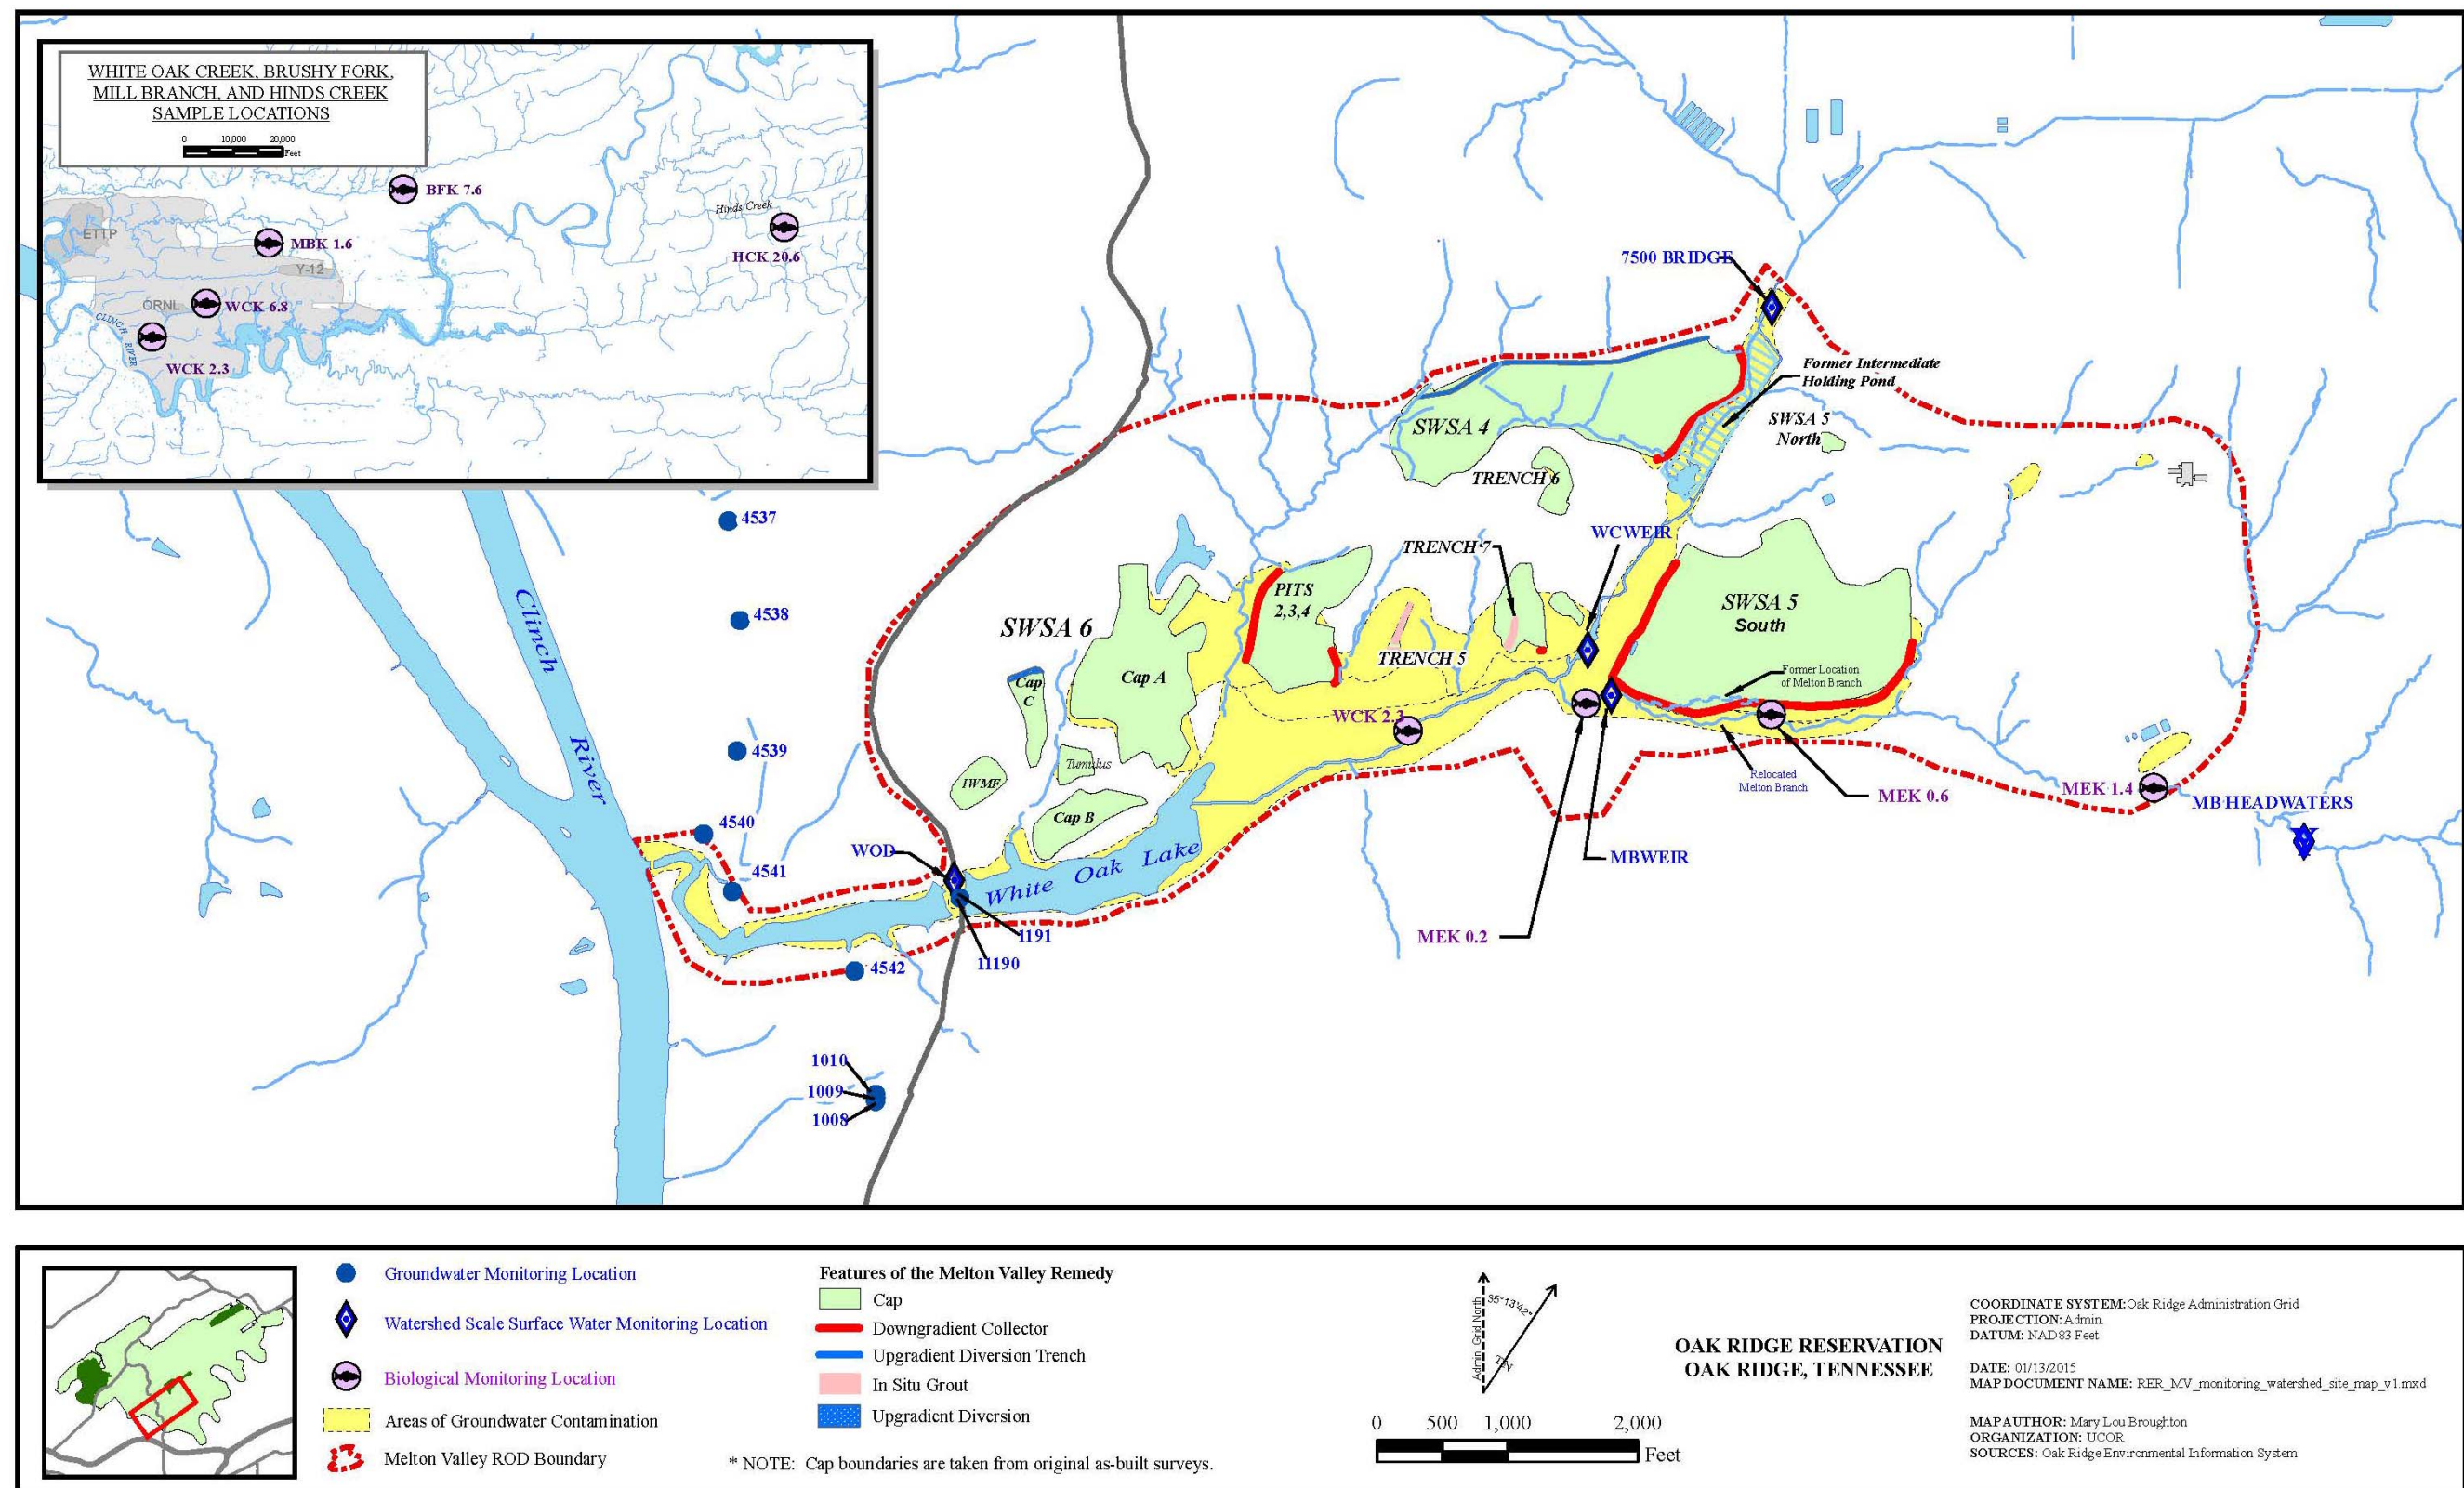 WHITE OAK CREEK, BRUSHY FORK,
MILL BRANCH, AND HINDS CREEK
SAMPLE LOCATIONS
0 10,000 20,000
Feet
BFK 7.6
Hinds Creek
HCK 20.6
ETTP
MBK 1.6
Y-12
ORNL
WCK 6.8
CLINCH
RIVER
WCK 2.3
7500 BRIDGE
Former Intermediate
Holding Pond
SWSA 4
SWSA 5
North
TRENCH 6
4537
WCWEIR
TRENCH 7
PITS
2,3,4
SWSA 5
South
4538
SWSA 6
Clinch
River
TRENCH 5
Former Location
of Melton Branch
Cap
C
Cap A
WCK 2.3
4539
Tumulus
IWMF
Relocated
Melton Branch
MEK 0.6
MEK 1.4
MB HEADWATERS
Cap B
4540
WOD
White Oak Lake
MBWEIR
4541
1191
MEK 0.2
11190
4542
1010
1009
1008
Groundwater Monitoring Location
Watershed Scale Surface Water Monitoring Location
Biological Monitoring Location
Areas of Groundwater Contamination
Melton Valley ROD Boundary
Features of the Melton Valley Remedy
Cap
Downgradient Collector
Upgradient Diversion Trench
In Situ Grout
Upgradient Diversion
* NOTE: Cap boundaries are taken from original as-built surveys.
Admin. Grid North
35°13'42"
0 500 1,000 2,000
Feet
OAK RIDGE RESERVATION
OAK RIDGE, TENNESSEE
COORDINATE SYSTEM:Oak Ridge Administration Grid
PROJECTION:Admin.
DATUM: NAD83 Feet
DATE: 01/13/2015
MAP DOCUMENT NAME: RER_MV_monitoring_watershed_site_map_v1.mxd
MAP AUTHOR: Mary Lou Broughton
ORGANIZATION: UCOR
SOURCES: Oak Ridge Environmental Information System